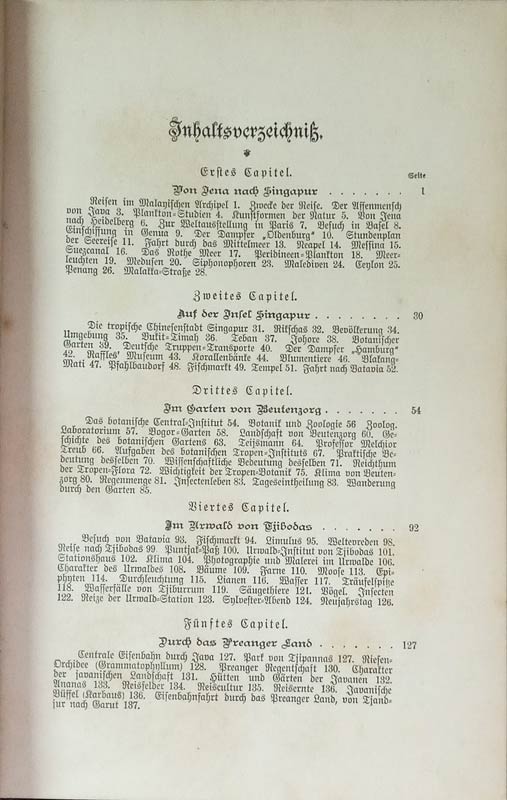 Inhaltsverzeichniß.
Erstes Capitel.
Seite
Von Jena nach Singapur . . . . . . . 1
Reisen im Malayischen Archipel 1. Zwecke der Reise. Der Affenmensch
von Java 3. Plankton-Studien 4. Kunstformen der Natur 5. Von Jena
nach Heidelberg 6. Zur Weltausstellung in Paris 7. Besuch in Basel 8.
Einschiffung in Genua 9. Der Dampfer „Oldenburg“ 10. Stundenplan
der Seereise 11. Fahrt durch das Mittelmeer 13. Neapel 14. Messina 15.
Suezcanal 16. Das Rothe Meer 17. Peridineen-Plankton 18. Meer-
leuchten 19. Medusen 20. Siphonophoren 23. Malediven 24. Ceylon 25.
Penang 26. Malakka-Straße 28.
Zweites Capitel.
Auf der Insel Singapur . . . . . . . 30
Die tropische Chinesenstadt Singapur 31. Ritschas 32. Bevölkerung 34.
Umgebung 35. Bukit-Timah 36. Teban 37. Johore 38. Botanischer
Garten 39. Deutsche Truppen-Transporte 40. Der Dampfer „Hamburg“
42. Raffles' Museum 43. Korallenbänke 44. Blumentiere 46. Blakang-
Mati 47. Pfahlbaudorf 48. Fischmarkt 49. Tempel 51. Fahrt nach Batavia 52.
Drittes Capitel.
Im Garten von Beutenzorg . . . . . . . 54
Das botanische Central-Institut 54. Botanik und Zoologie 56 Zoolog.
Laboratorium 57. Bogor-Garten 58. Landschaft von Beutenzorg 60. Ge-
schichte des botanischen Gartens 63. Teijsmann 64. Professor Melchior
Treub 66. Aufgaben des botanischen Tropen-Instituts 67. Praktische Be-
deutung desselben 70. Wissenschaftliche Bedeutung desselben 71. Reichthum
der Tropen-Flora 72. Wichtigkeit der Tropen-Botanik 75. Klima von Beuten-
zorg 80. Regenmenge 81. Insectenleben 83. Tageseintheilung 83. Wanderung
durch den Garten 85.
Viertes Capitel.
Im Urwald von Tjibodas . . . . . . . 92
Besuch von Batavia 93. Fischmarkt 94. Limulus 95. Weltevreden 98.
Reise nach Tjibodas 99. Puntjak-Paß 100. Urwald-Institut von Tjibodas 101.
Stationshaus 102. Klima 104. Photographie und Malerei im Urwalde 106.
Charakter des Urwaldes 108. Bäume 109. Farne 110. Moose 113. Epi-
phyten 114. Durchleuchtung 115. Lianen 116. Wasser 117. Träufelspitze
118. Wasserfälle von Tjiburrum 119. Säugethiere 121. Vögel. Insecten
122. Reize der Urwald-Station 123. Sylvester-Abend 124. Neujahrstag 126.
Fünftes Capitel.
Durch das Preanger Land . . . . . . . 127
Centrale Eisenbahn durch Java 127. Park von Tjipannas 127. Riesen-
Orchidee (Grammatophyllum) 128. Preanger Regentschaft 130. Charakter
der javanischen Landschaft 131. Hütten und Gärten der Javanen 132.
Ananas 133. Reisfelder 134. Reiscultur 135. Reisernte 136. Javanische
Büffel (Karbaus) 136. Eisenbahnfahrt durch das Preanger Land, von Tjand-
jur nach Garut 137.